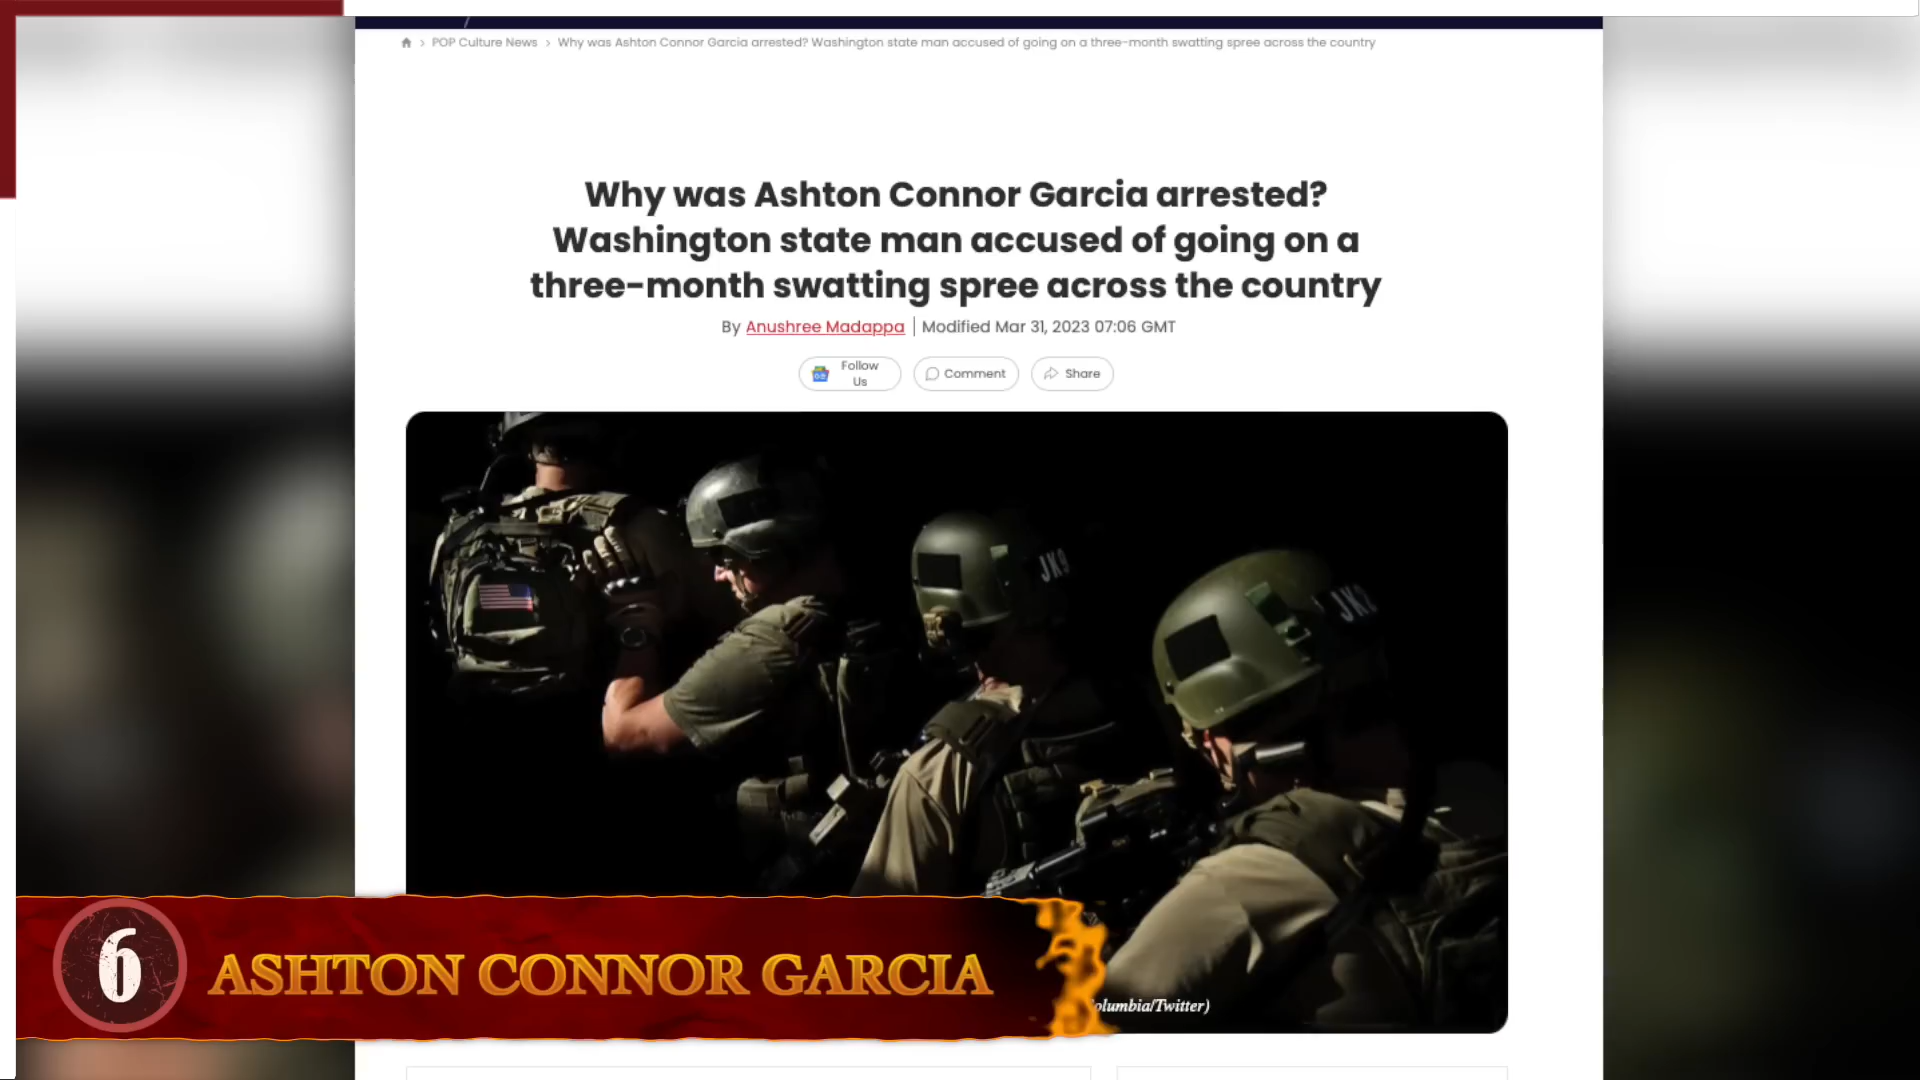 POP Culture News > Why was Ashton Connor Garcia arrested? Washington state man accused of going on a three-month swatting spree across the country
Why was Ashton Connor Garcia arrested?
Washington state man accused of going on a
three-month swatting spree across the country
By Anushree Madappa | Modified Mar 31, 2023 07:06 GMT
Follow
Us
Comment
Share
JK9
JK2
olumbia/Twitter)
6
ASHTON CONNOR GARCIA